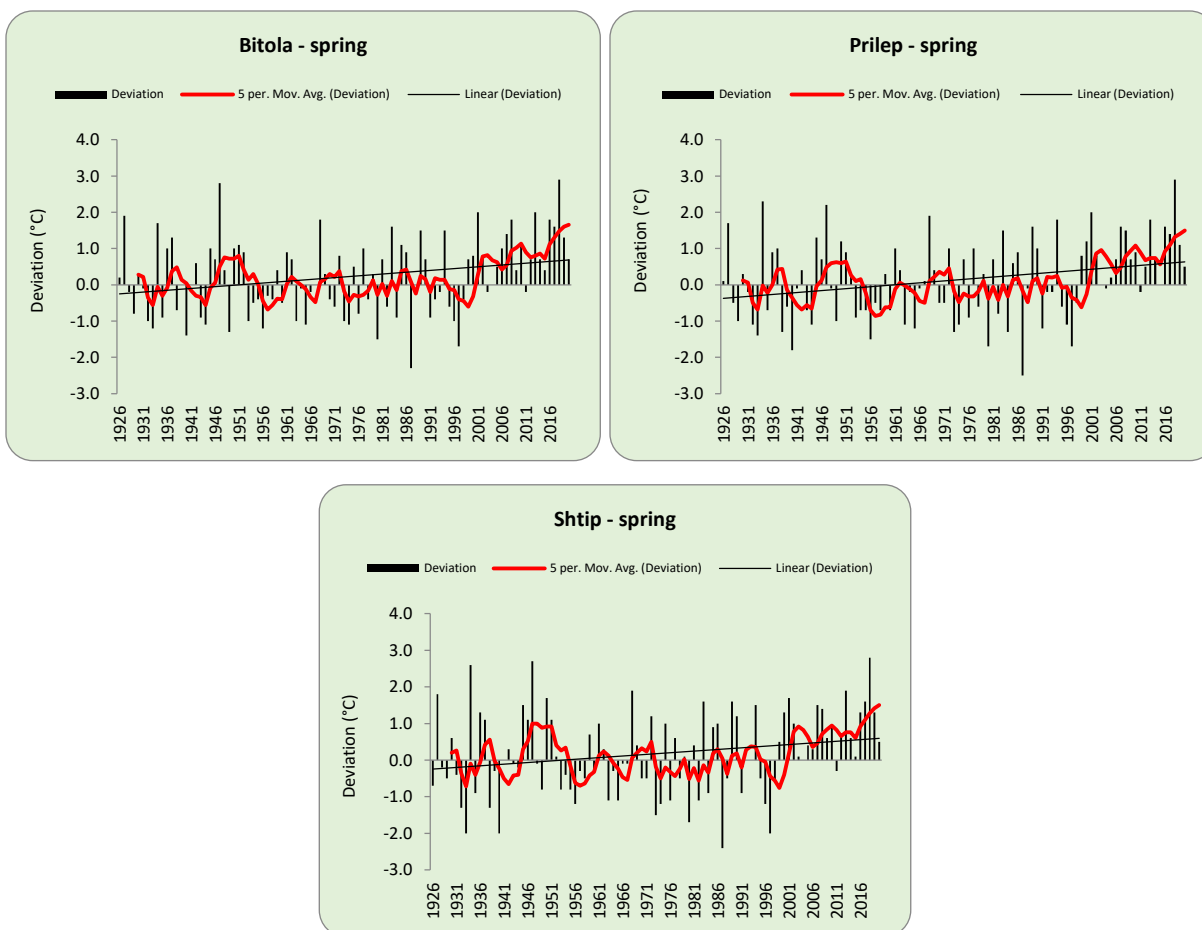 Bitola - spring
Deviation 5 per. Mov. Avg. (Deviation) Linear (Deviation)
Deviation (°C)
4.0
3.0
2.0
1.0
0.0
-1.0
-2.0
-3.0
1926 1931 1936 1941 1946 1951 1956 1961 1966 1971 1976 1981 1986 1991 1996 2001 2006 2011 2016
Prilep - spring
Deviation 5 per. Mov. Avg. (Deviation) Linear (Deviation)
Deviation (°C)
4.0
3.0
2.0
1.0
0.0
-1.0
-2.0
-3.0
1926 1931 1936 1941 1946 1951 1956 1961 1966 1971 1976 1981 1986 1991 1996 2001 2006 2011 2016
Shtip - spring
Deviation 5 per. Mov. Avg. (Deviation) Linear (Deviation)
Deviation (°C)
4.0
3.0
2.0
1.0
0.0
-1.0
-2.0
-3.0
1926 1931 1936 1941 1946 1951 1956 1961 1966 1971 1976 1981 1986 1991 1996 2001 2006 2011 2016